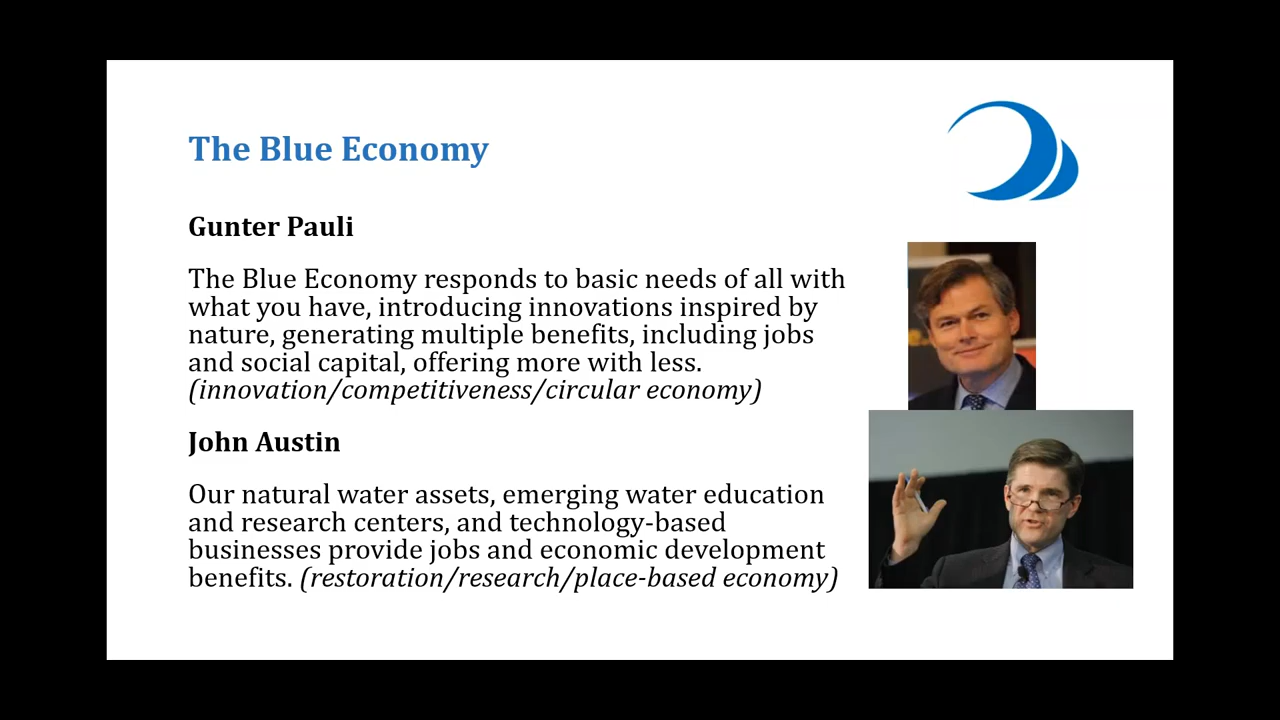 The Blue Economy
Gunter Pauli
The Blue Economy responds to basic needs of all with
what you have, introducing innovations inspired by
nature, generating multiple benefits, including jobs
and social capital, offering more with less.
(innovation/competitiveness/circular economy)
John Austin
Our natural water assets, emerging water education
and research centers, and technology-based
businesses provide jobs and economic development
benefits. (restoration/research/place-based economy)